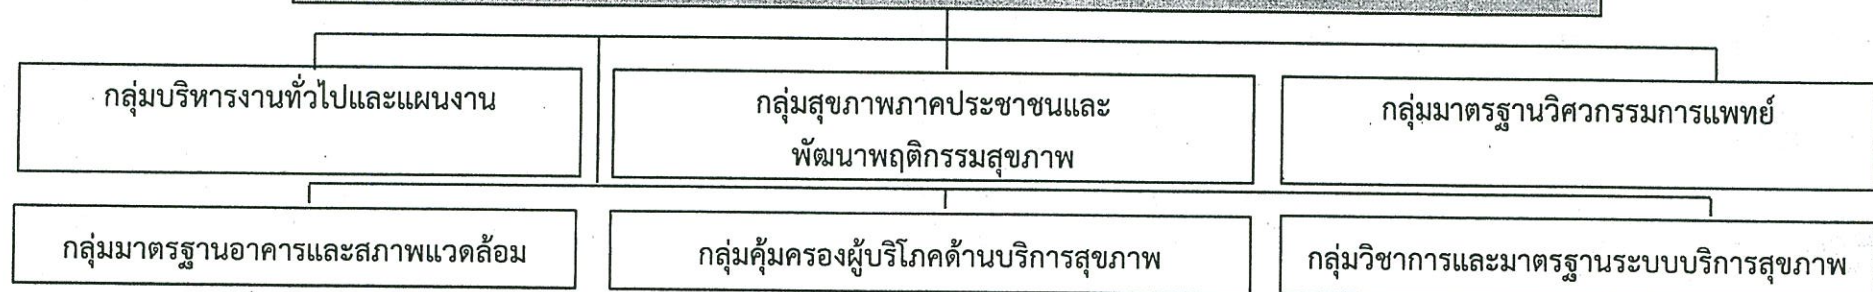 กลุ่มบริหารงานทั่วไปและแผนงาน
กลุ่มสุขภาพภาคประชาชนและ
พัฒนาพฤติกรรมสุขภาพ
กลุ่มมาตรฐานวิศวกรรมการแพทย์
กลุ่มมาตรฐานอาคารและสภาพแวดล้อม
กลุ่มคุ้มครองผู้บริโภคด้านบริการสุขภาพ
กลุ่มวิชาการและมาตรฐานระบบบริการสุขภาพ